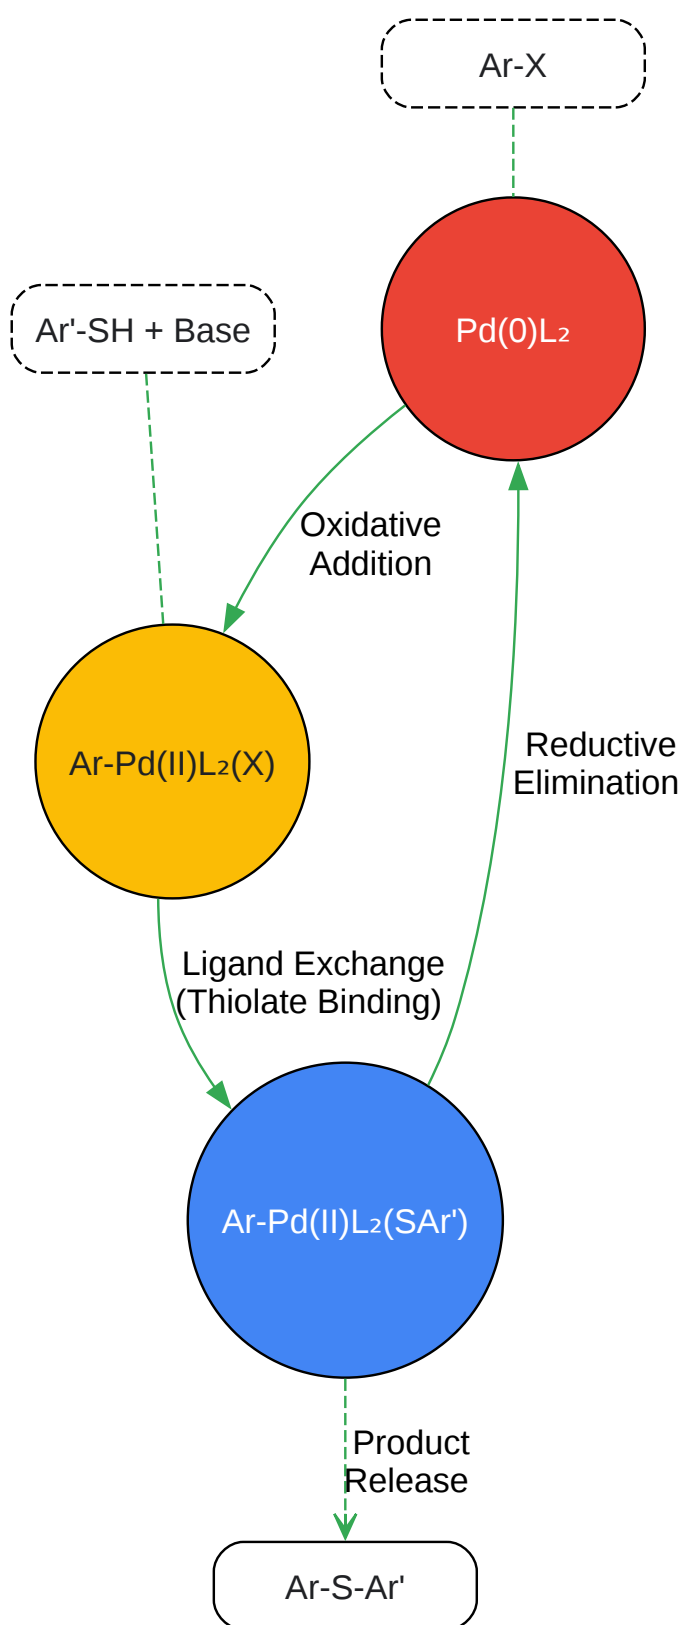 Ar-X
Pd(0)L₂
Ar'-SH + Base
Oxidative
Addition
Ar-Pd(II)L₂(X)
Reductive
Elimination
Ligand Exchange
(Thiolate Binding)
Ar-Pd(II)L₂(SAr')
Product
Release
Ar-S-Ar'